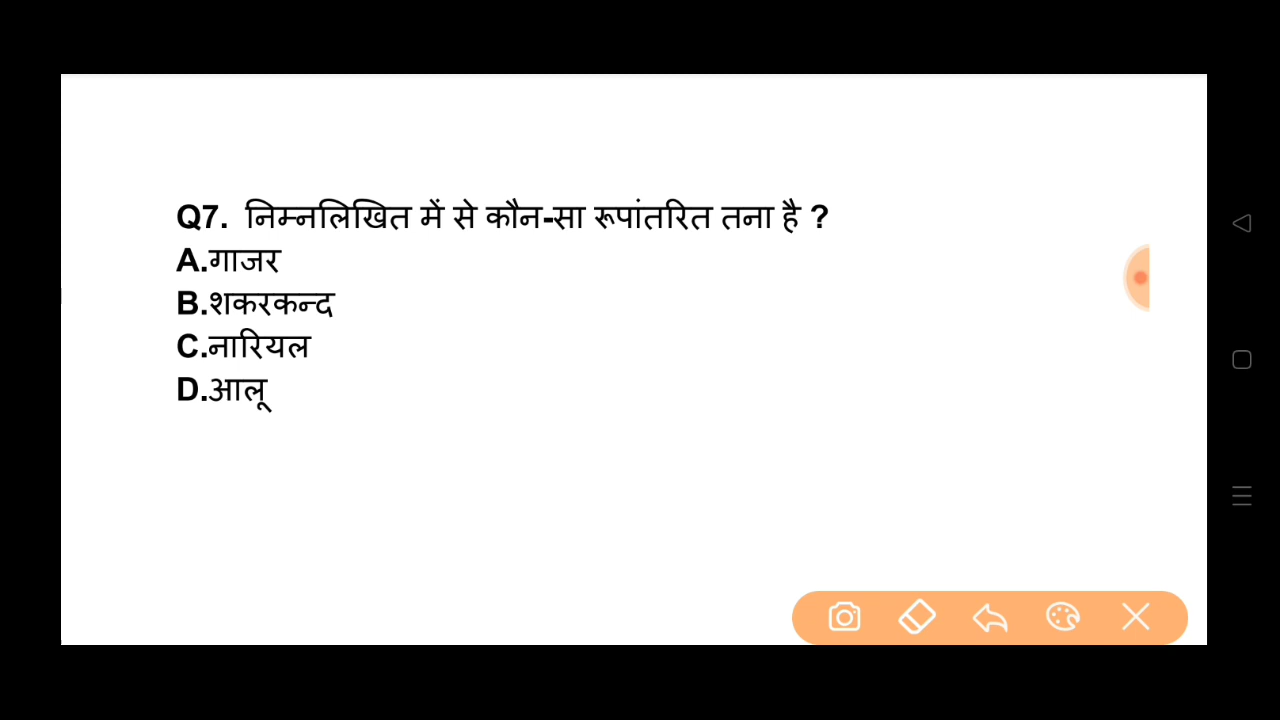 Q7. निम्नलिखित में से कौन-सा रूपांतरित तना है ?
A.गाजर
B.शकरकन्द
C.नारियल
D.आलू